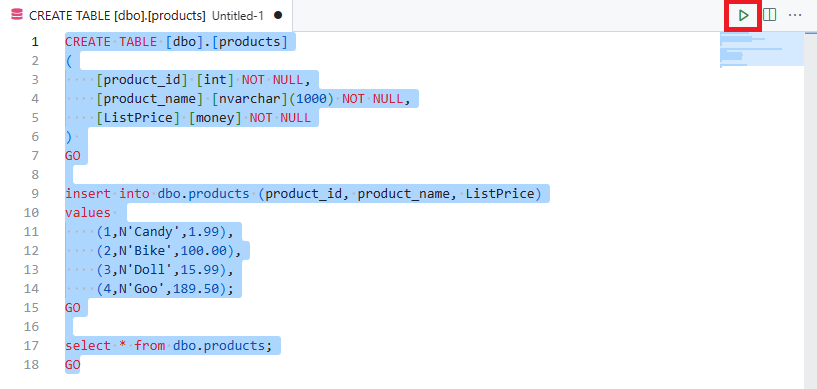 CREATE TABLE [dbo].[products] Untitled-1
1 CREATE TABLE [dbo].[products]
2 (
3     [product_id] [int] NOT NULL,
4     [product_name] [nvarchar](1000) NOT NULL,
5     [ListPrice] [money] NOT NULL
6 )
7 GO
8
9 insert into dbo.products (product_id, product_name, ListPrice)
10 values
11     (1,N'Candy',1.99),
12     (2,N'Bike',100.00),
13     (3,N'Doll',15.99),
14     (4,N'Goo',189.50);
15 GO
16
17 select * from dbo.products;
18 GO